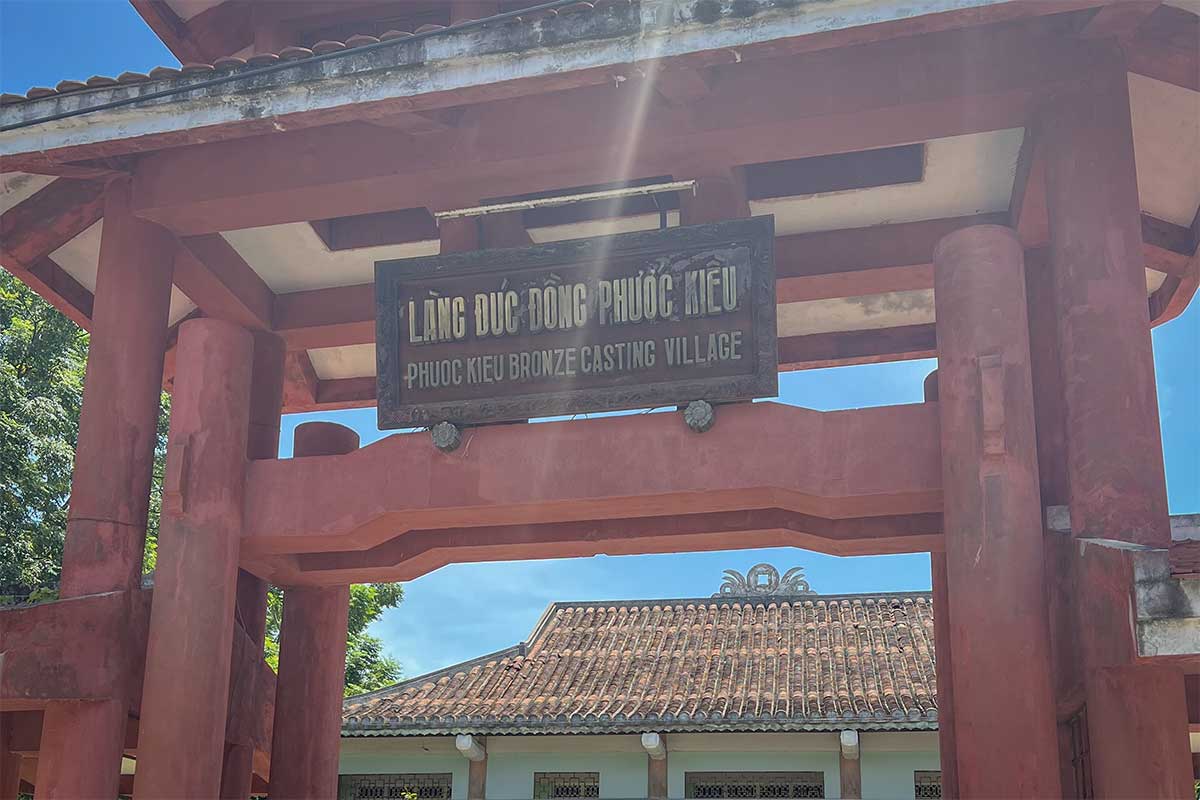 LÀNG ĐÚC ĐỒNG PHƯỚC KIỀU
PHUOC KIEU BRONZE CASTING VILLAGE